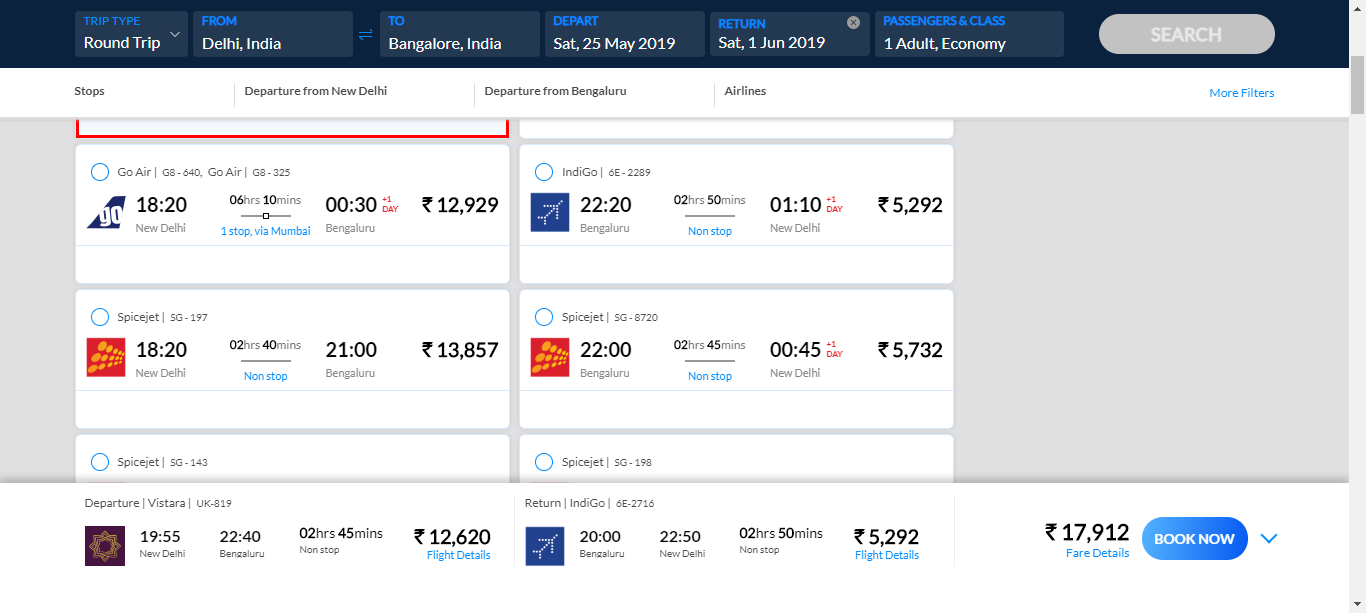 TRIP TYPE
Round Trip
FROM
Delhi, India
TO
Bangalore, India
DEPART
Sat, 25 May 2019
RETURN
Sat, 1 Jun 2019
PASSENGERS & CLASS
1 Adult, Economy
SEARCH
Stops
Departure from New Delhi
Departure from Bengaluru
Airlines
More Filters
Go Air | G8 - 640, Go Air | G8 - 325
go
18:20
New Delhi
06hrs 10mins
1 stop, via Mumbai
00:30 +1 DAY
Bengaluru
₹ 12,929
IndiGo | 6E - 2289
22:20
Bengaluru
02hrs 50mins
Non stop
01:10 +1 DAY
New Delhi
₹ 5,292
Spicejet | SG - 197
18:20
New Delhi
02hrs 40mins
Non stop
21:00
Bengaluru
₹ 13,857
Spicejet | SG - 8720
22:00
Bengaluru
02hrs 45mins
Non stop
00:45 +1 DAY
New Delhi
₹ 5,732
Spicejet | SG - 143
Spicejet | SG - 198
Departure | Vistara | UK-819
19:55
New Delhi
22:40
Bengaluru
02hrs 45mins
Non stop
₹ 12,620
Flight Details
Return | IndiGo | 6E-2716
20:00
Bengaluru
22:50
New Delhi
02hrs 50mins
Non stop
₹ 5,292
Flight Details
₹ 17,912
Fare Details
BOOK NOW